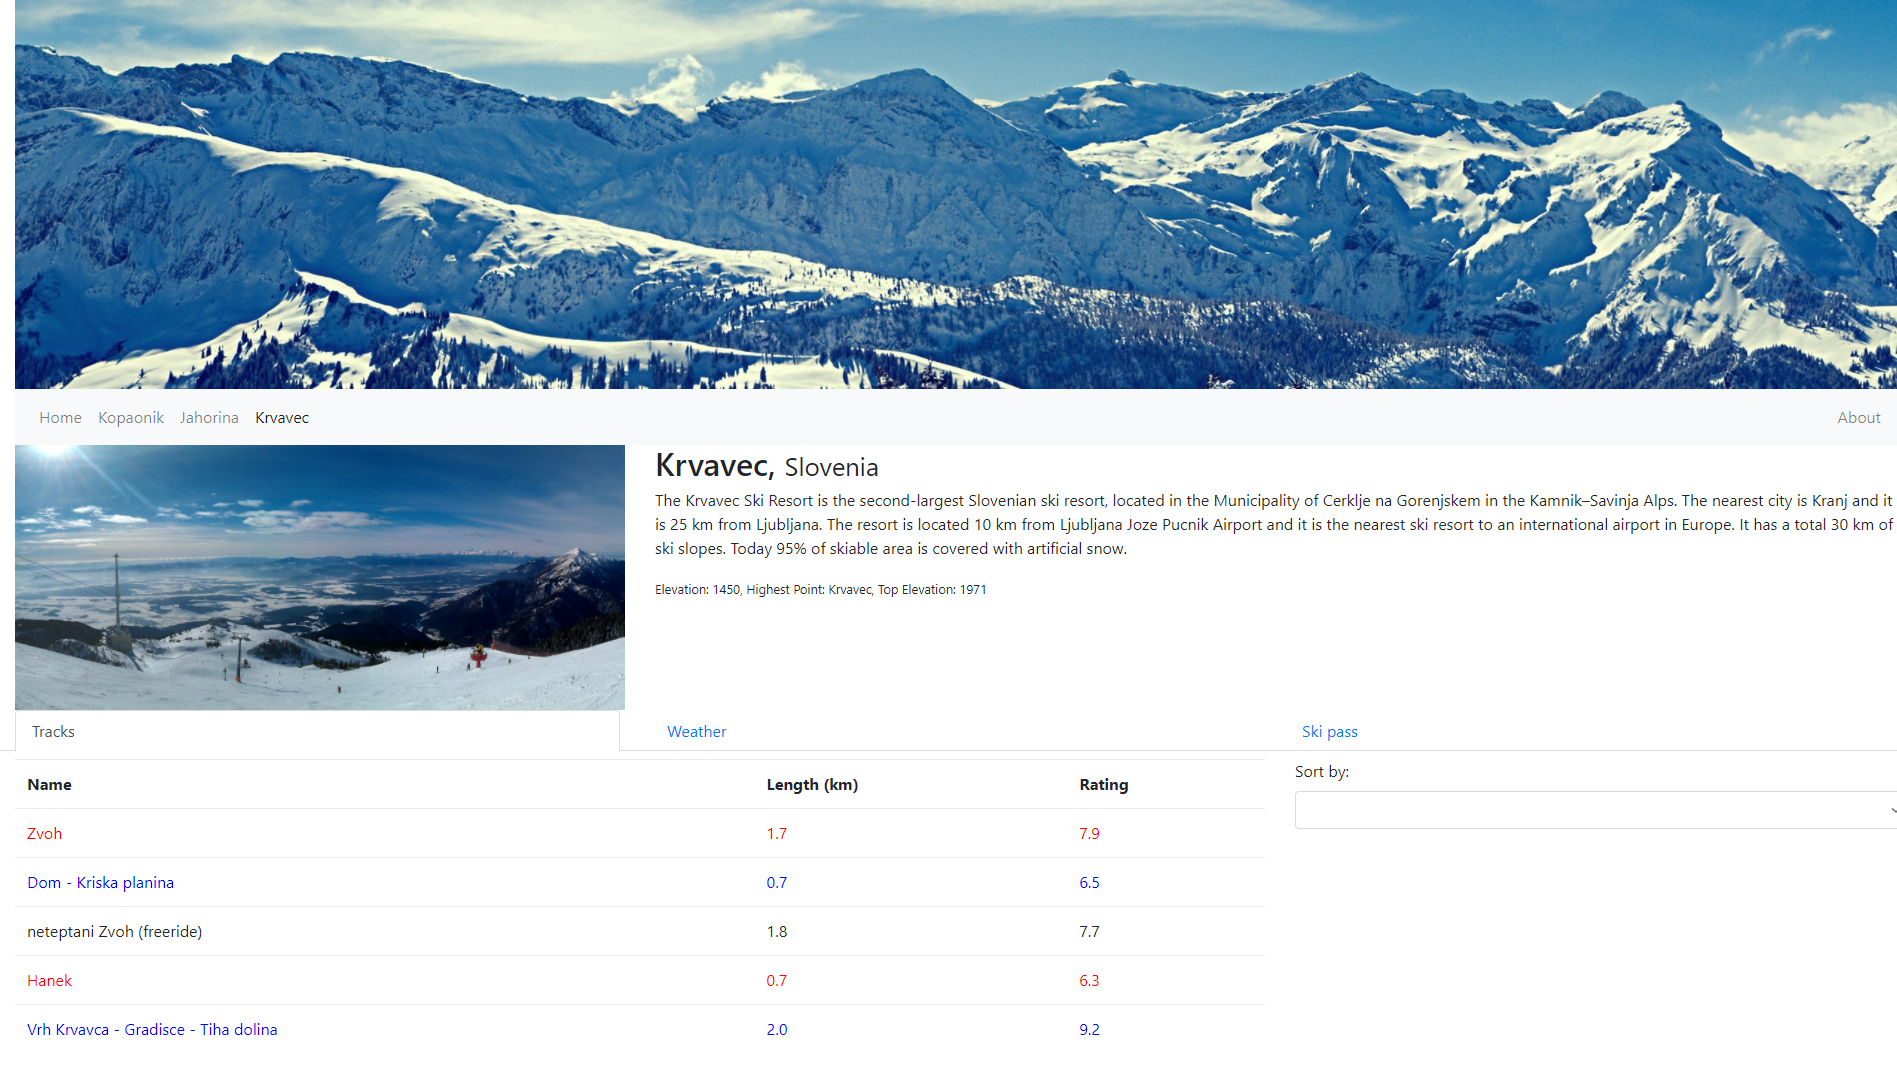 Home Kopaonik Jahorina Krvavec About
Krvavec, Slovenia
The Krvavec Ski Resort is the second-largest Slovenian ski resort, located in the Municipality of Cerklje na Gorenjskem in the Kamnik–Savinja Alps. The nearest city is Kranj and it
is 25 km from Ljubljana. The resort is located 10 km from Ljubljana Joze Pucnik Airport and it is the nearest ski resort to an international airport in Europe. It has a total 30 km of
ski slopes. Today 95% of skiable area is covered with artificial snow.
Elevation: 1450, Highest Point: Krvavec, Top Elevation: 1971
Tracks Weather Ski pass
Sort by:
Name Length (km) Rating
Zvoh 1.7 7.9
Dom - Kriska planina 0.7 6.5
neteptani Zvoh (freeride) 1.8 7.7
Hanek 0.7 6.3
Vrh Krvavca - Gradisce - Tiha dolina 2.0 9.2